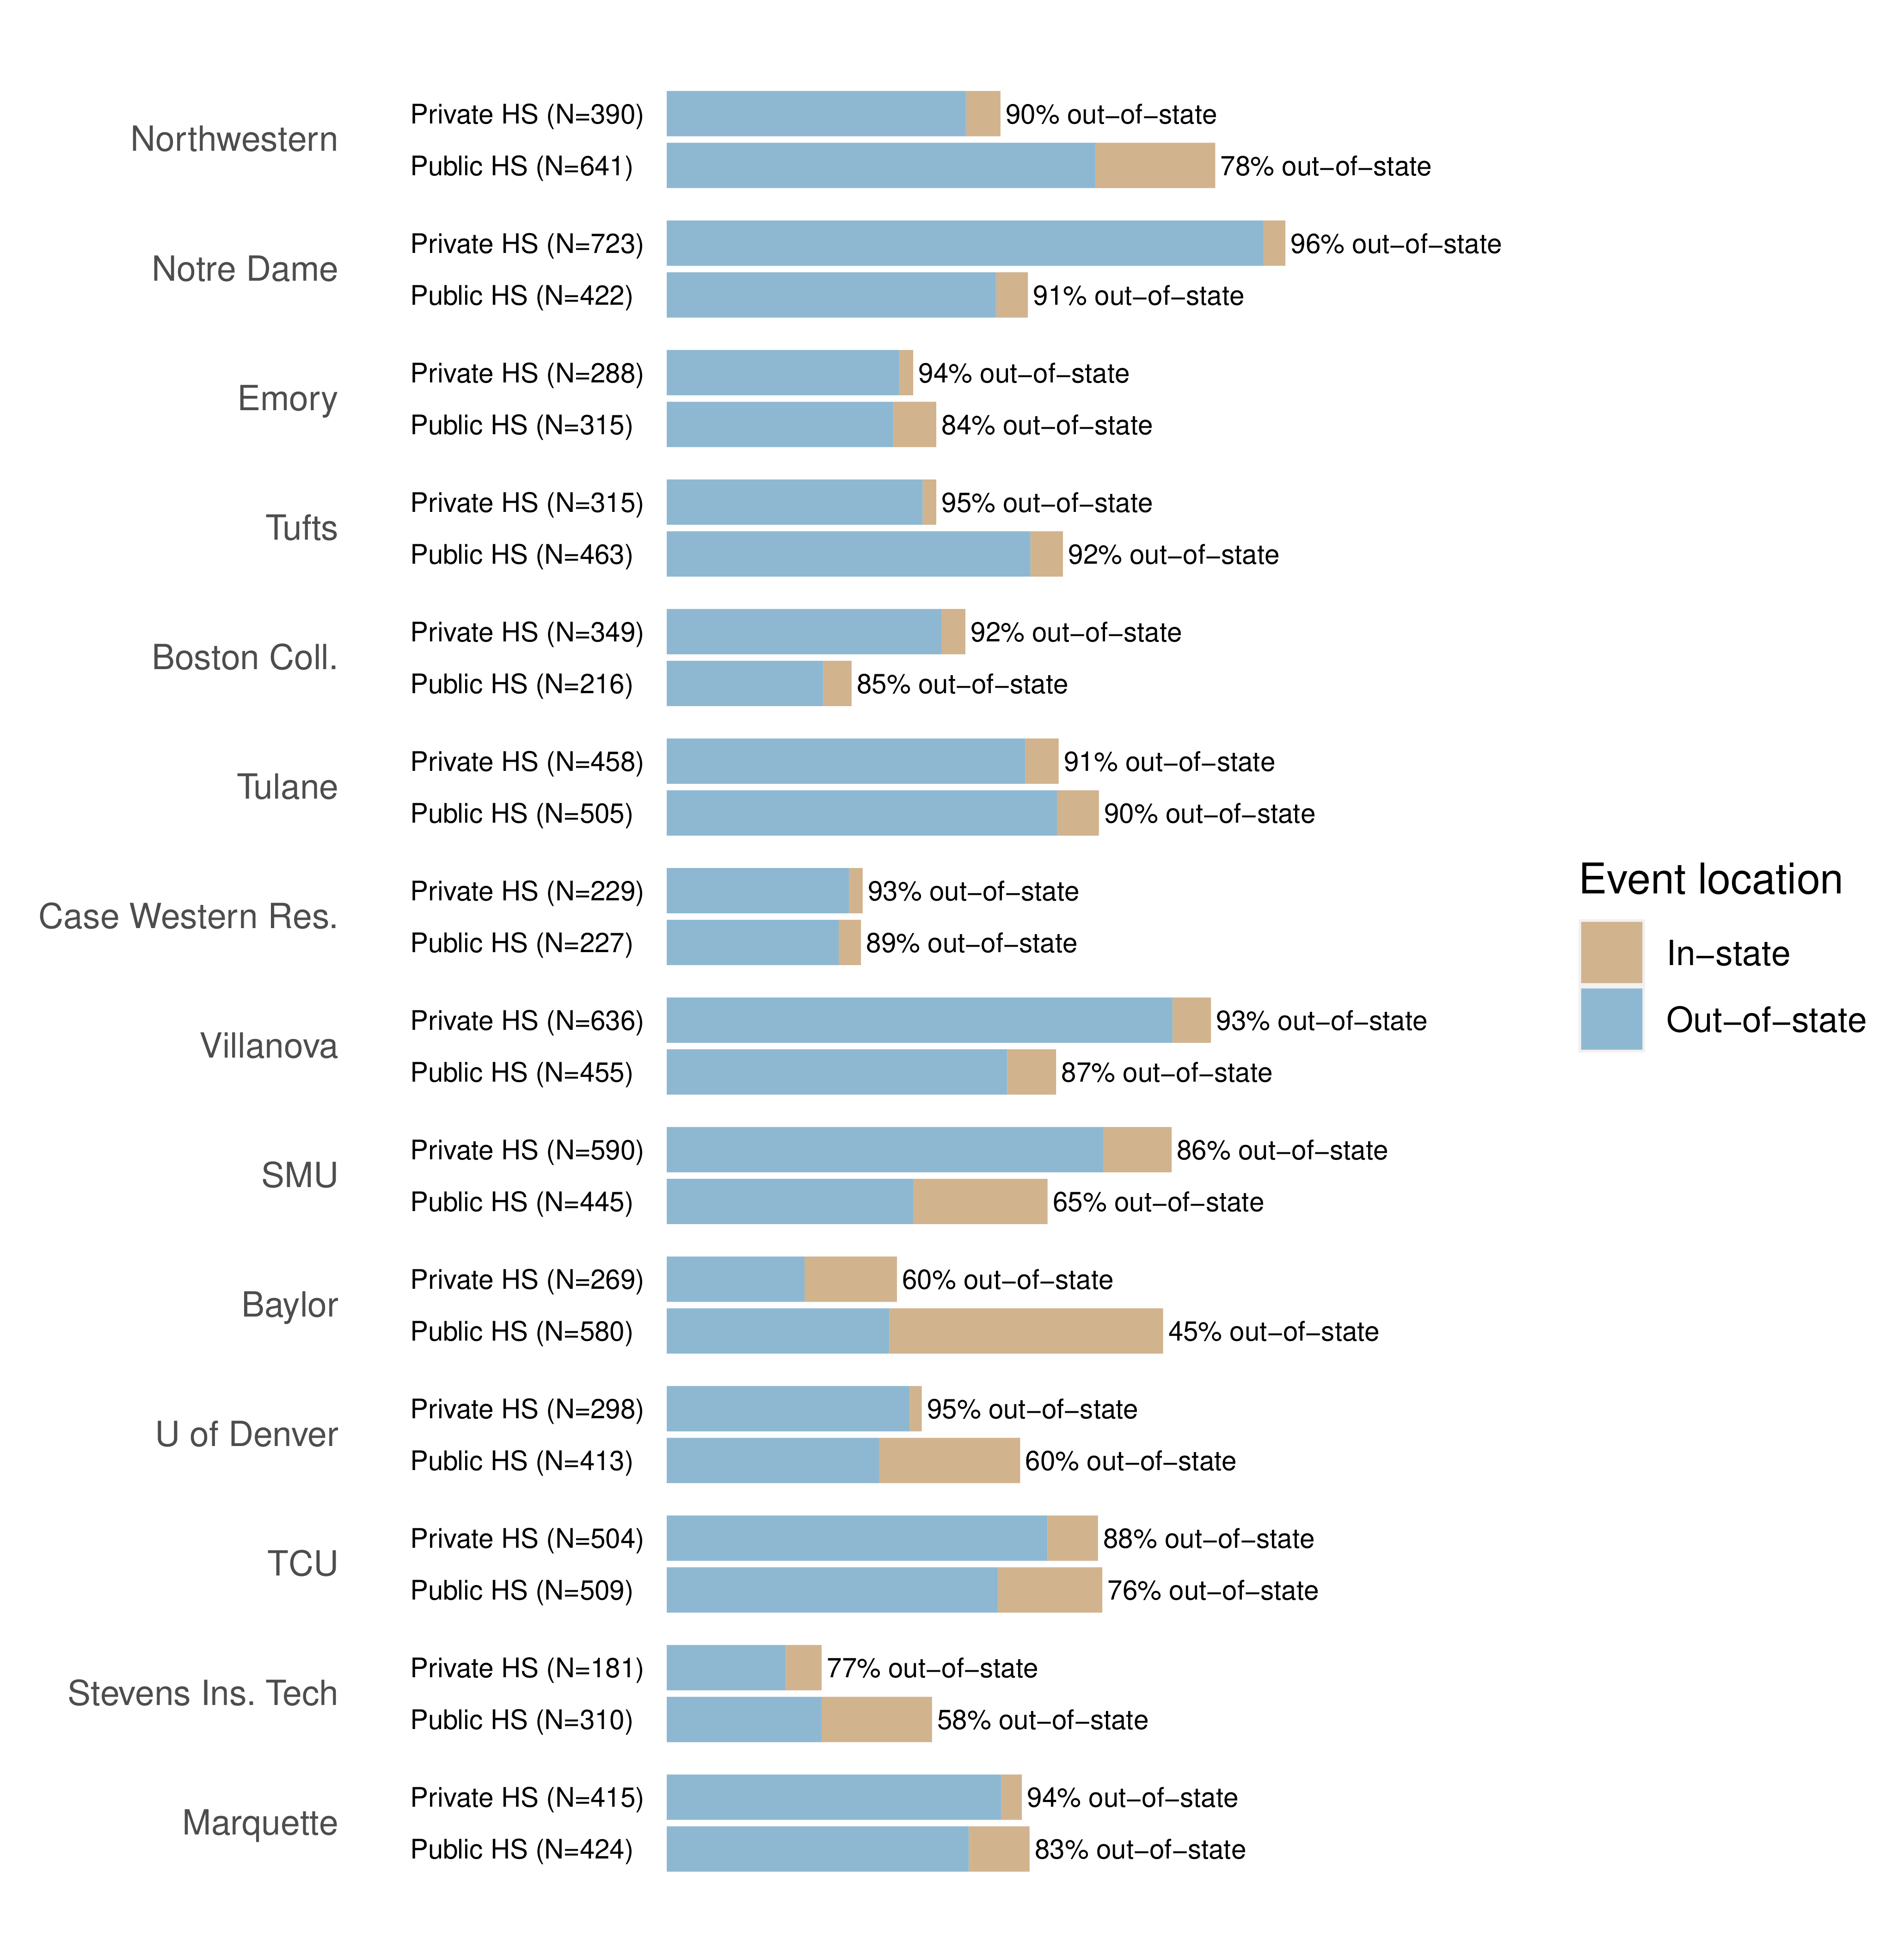 Northwestern
Private HS (N=390) 90% out−of−state
Public HS (N=641) 78% out−of−state
Notre Dame
Private HS (N=723) 96% out−of−state
Public HS (N=422) 91% out−of−state
Emory
Private HS (N=288) 94% out−of−state
Public HS (N=315) 84% out−of−state
Tufts
Private HS (N=315) 95% out−of−state
Public HS (N=463) 92% out−of−state
Boston Coll.
Private HS (N=349) 92% out−of−state
Public HS (N=216) 85% out−of−state
Tulane
Private HS (N=458) 91% out−of−state
Public HS (N=505) 90% out−of−state
Case Western Res.
Private HS (N=229) 93% out−of−state
Public HS (N=227) 89% out−of−state
Villanova
Private HS (N=636) 93% out−of−state
Public HS (N=455) 87% out−of−state
SMU
Private HS (N=590) 86% out−of−state
Public HS (N=445) 65% out−of−state
Baylor
Private HS (N=269) 60% out−of−state
Public HS (N=580) 45% out−of−state
U of Denver
Private HS (N=298) 95% out−of−state
Public HS (N=413) 60% out−of−state
TCU
Private HS (N=504) 88% out−of−state
Public HS (N=509) 76% out−of−state
Stevens Ins. Tech
Private HS (N=181) 77% out−of−state
Public HS (N=310) 58% out−of−state
Marquette
Private HS (N=415) 94% out−of−state
Public HS (N=424) 83% out−of−state
Event location
In−state
Out−of−state